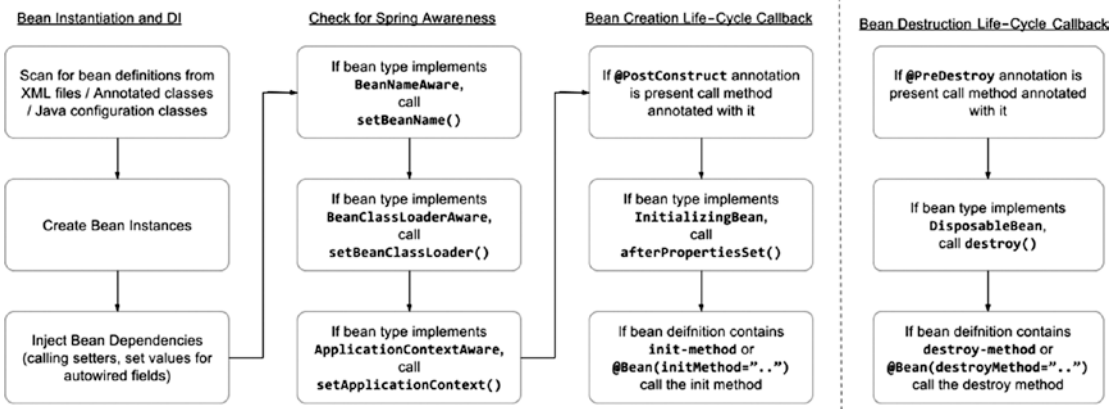 Bean Instantiation and DI
Scan for bean definitions from
XML files / Annotated classes
/ Java configuration classes
Create Bean Instances
Inject Bean Dependencies
(calling setters, set values for
autowired fields)
Check for Spring Awareness
If bean type implements
BeanNameAware,
call
setBeanName()
If bean type implements
BeanClassLoaderAware,
call
setBeanClassLoader()
If bean type implements
ApplicationContextAware,
call
setApplicationContext()
Bean Creation Life-Cycle Callback
If @PostConstruct annotation
is present call method
annotated with it
If bean type implements
InitializingBean,
call
afterPropertiesSet()
If bean deifnition contains
init-method or
@Bean(initMethod=”..”)
call the init method
Bean Destruction Life-Cycle Callback
If @PreDestroy annotation is
present call method annotated
with it
If bean type implements
DisposableBean,
call destroy()
If bean deifnition contains
destroy-method or
@Bean(destroyMethod=”..”)
call the destroy method